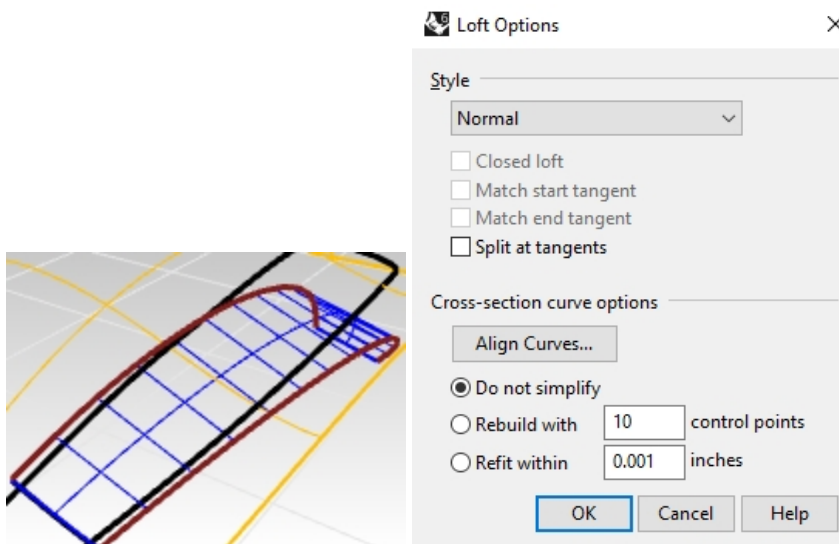 Loft Options
Style
Normal
Closed loft
Match start tangent
Match end tangent
Split at tangents
Cross-section curve options
Align Curves...
Do not simplify
Rebuild with 10 control points
Refit within 0.001 inches
OK Cancel Help